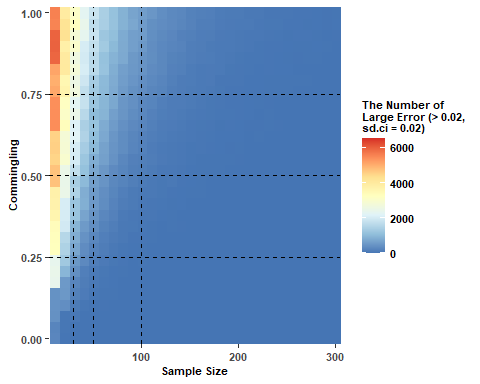 1.00
0.75
0.50
0.25
0.00
Commingling
100
200
300
Sample Size
The Number of
Large Error (> 0.02,
sd.ci = 0.02)
6000
4000
2000
0